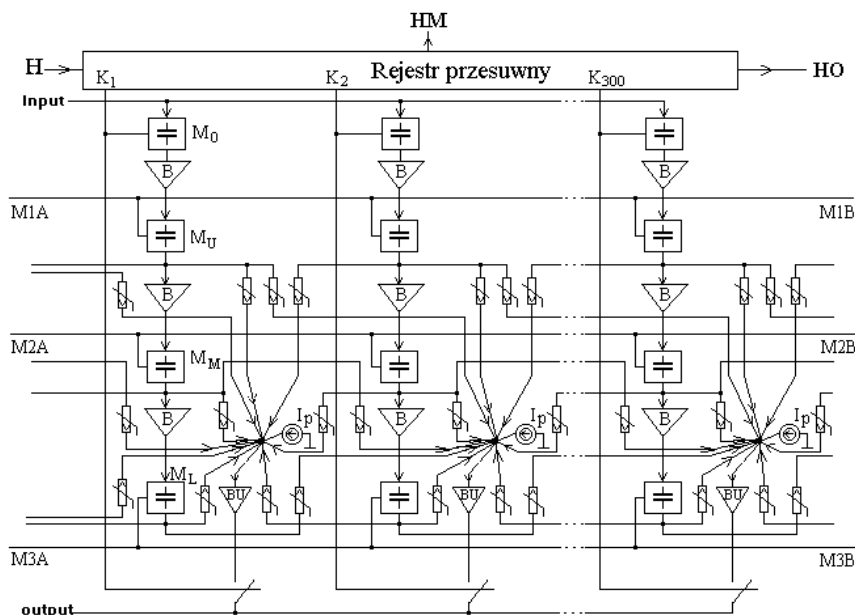 HM
H Rejestr przesuwny HO
K1 K2 K300
Input
M0
B B B
M1A M1B
MU
B B B
M2A M2B
MM
B B B
Ip Ip Ip
ML
BU BU BU
M3A M3B
output